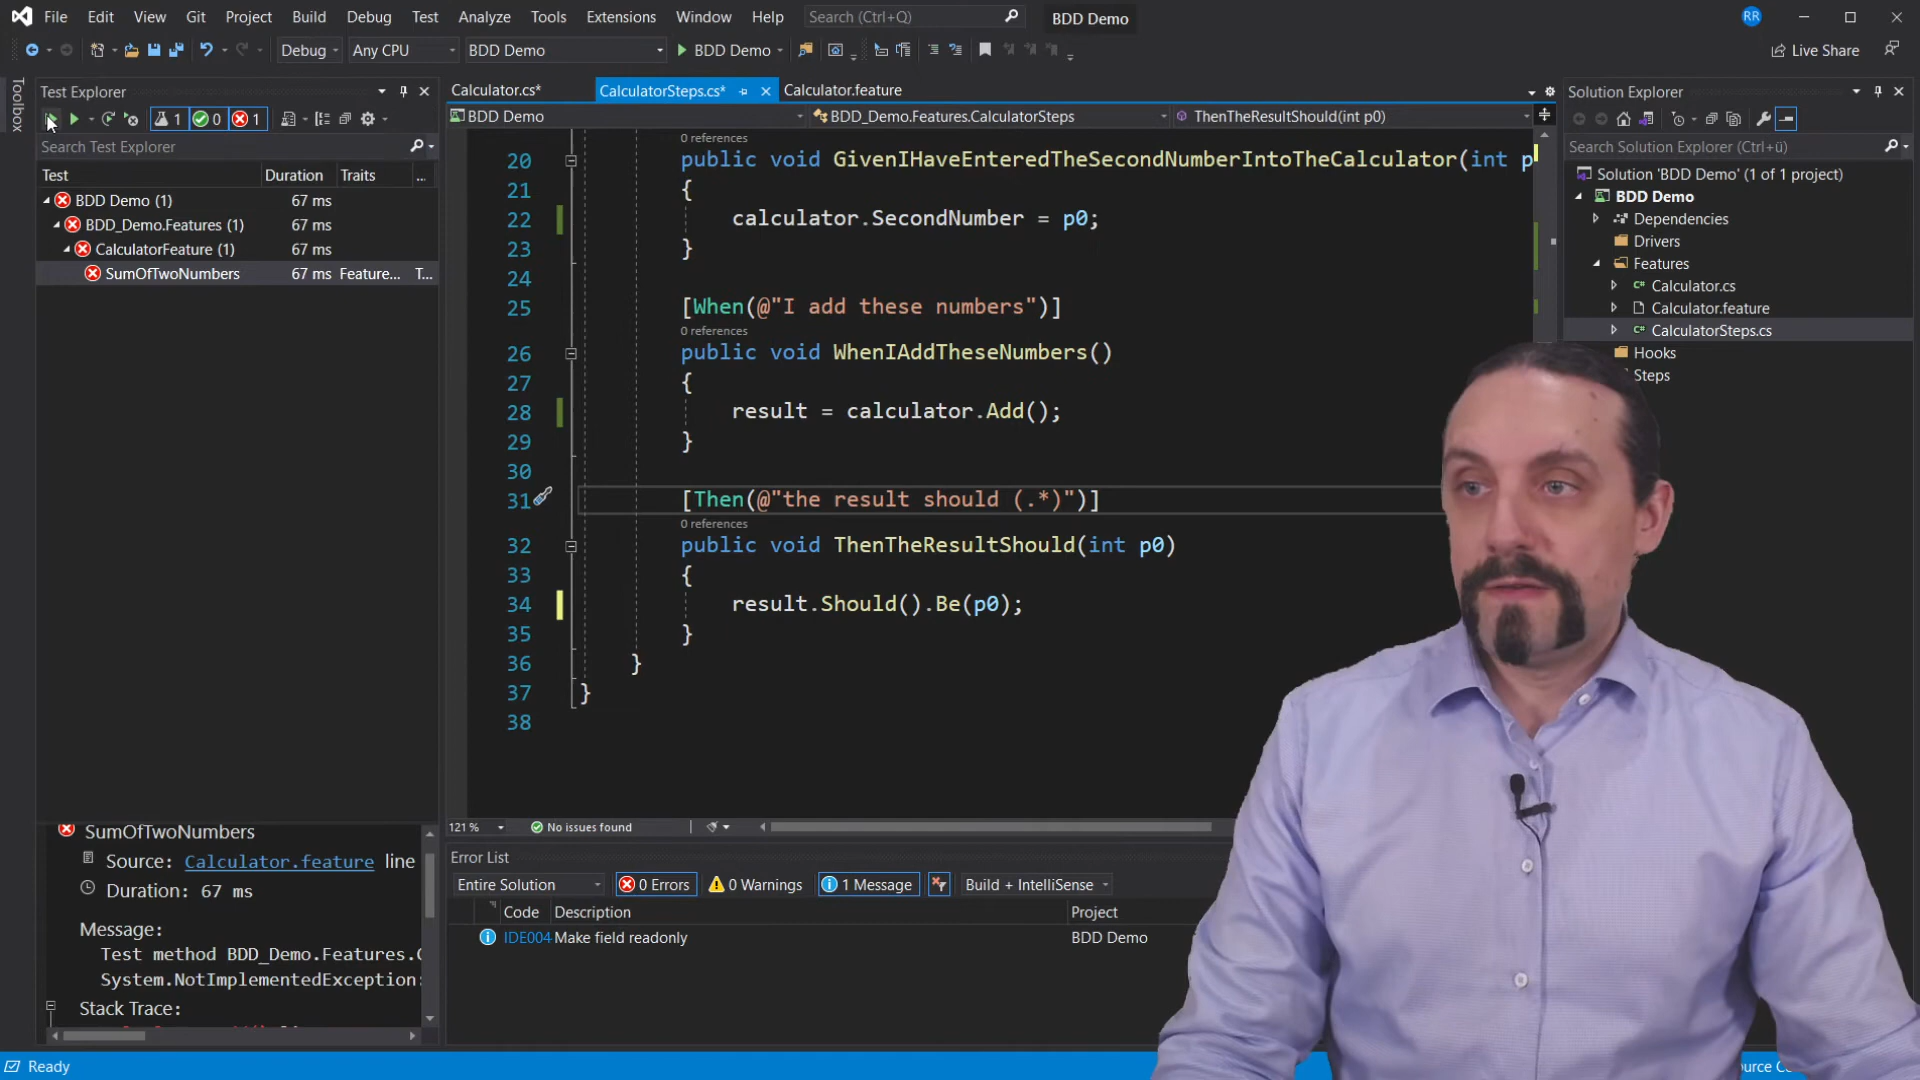 File Edit View Git Project Build Debug Test Analyze Tools Extensions Window Help Search (Ctrl+Q) BDD Demo RR
Debug Any CPU BDD Demo BDD Demo Live Share
Toolbox
Test Explorer
1 0 1
Search Test Explorer
Test Duration Traits ...
BDD Demo (1) 67 ms
BDD_Demo.Features (1) 67 ms
CalculatorFeature (1) 67 ms
SumOfTwoNumbers 67 ms Feature... T...
SumOfTwoNumbers
Source: Calculator.feature line
Duration: 67 ms
Message:
Test method BDD_Demo.Features.C
System.NotImplementedException:
Stack Trace:
Calculator.cs* CalculatorSteps.cs* Calculator.feature
BDD Demo BDD_Demo.Features.CalculatorSteps ThenTheResultShould(int p0)
0 references
20 public void GivenIHaveEnteredTheSecondNumberIntoTheCalculator(int p
21 {
22 calculator.SecondNumber = p0;
23 }
24
25 [When(@"I add these numbers")]
0 references
26 public void WhenIAddTheseNumbers()
27 {
28 result = calculator.Add();
29 }
30
31 [Then(@"the result should (.*)")]
0 references
32 public void ThenTheResultShould(int p0)
33 {
34 result.Should().Be(p0);
35 }
36 }
37 }
38
121 % No issues found
Error List
Entire Solution 0 Errors 0 Warnings 1 Message Build + IntelliSense
Code Description Project
IDE004 Make field readonly BDD Demo
Solution Explorer
Search Solution Explorer (Ctrl+ü)
Solution 'BDD Demo' (1 of 1 project)
BDD Demo
Dependencies
Drivers
Features
Calculator.cs
Calculator.feature
CalculatorSteps.cs
Hooks
Steps
Ready